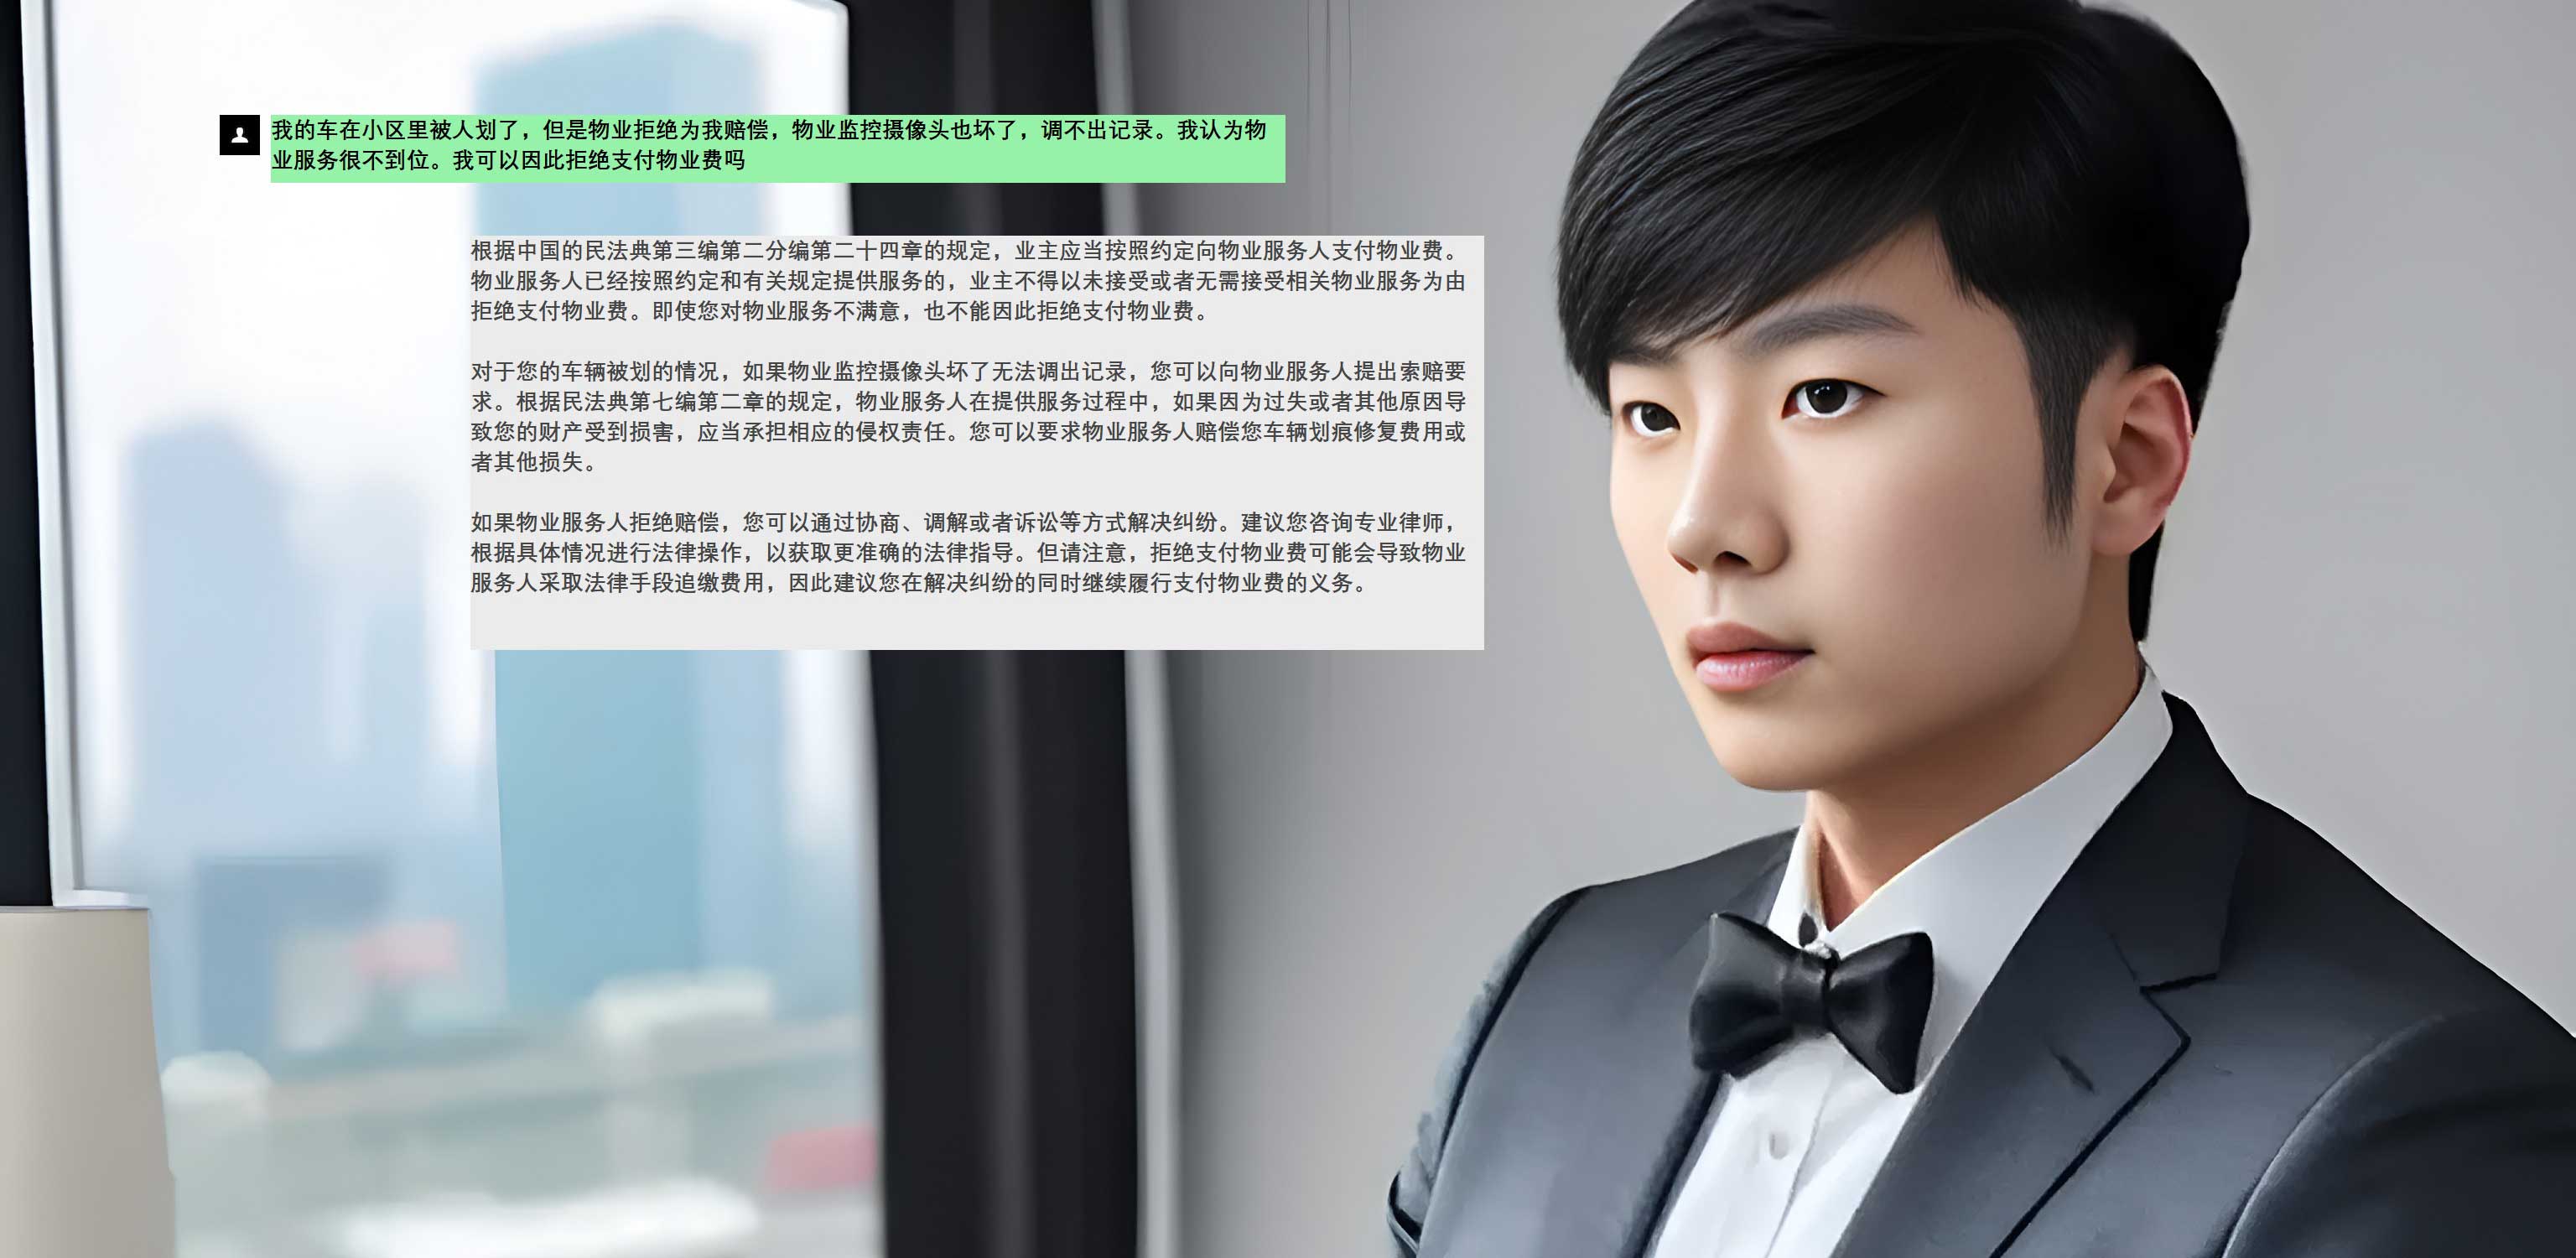 我的车在小区里被人划了，但是物业拒绝为我赔偿，物业监控摄像头也坏了，调不出记录。我认为物
业服务很不到位。我可以因此拒绝支付物业费吗
根据中国的民法典第三编第二分编第二十四章的规定，业主应当按照约定向物业服务人支付物业费。
物业服务人已经按照约定和有关规定提供服务的，业主不得以未接受或者无需接受相关物业服务为由
拒绝支付物业费。即使您对物业服务不满意，也不能因此拒绝支付物业费。
对于您的车辆被划的情况，如果物业监控摄像头坏了无法调出记录，您可以向物业服务人提出索赔要
求。根据民法典第七编第二章的规定，物业服务人在提供服务过程中，如果因为过失或者其他原因导
致您的财产受到损害，应当承担相应的侵权责任。您可以要求物业服务人赔偿您车辆划痕修复费用或
者其他损失。
如果物业服务人拒绝赔偿，您可以通过协商、调解或者诉讼等方式解决纠纷。建议您咨询专业律师，
根据具体情况进行法律操作，以获取更准确的法律指导。但请注意，拒绝支付物业费可能会导致物业
服务人采取法律手段追缴费用，因此建议您在解决纠纷的同时继续履行支付物业费的义务。